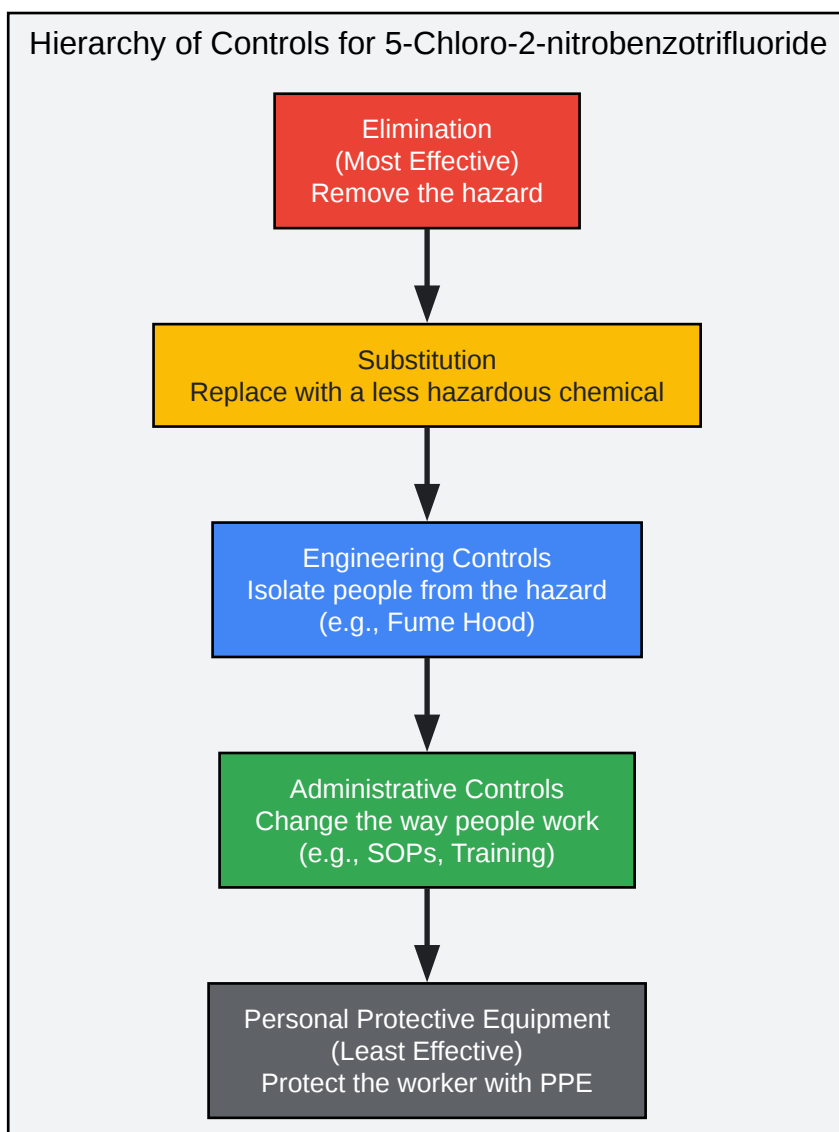 Hierarchy of Controls for 5-Chloro-2-nitrobenzotrifluoride
Elimination
(Most Effective)
Remove the hazard
Substitution
Replace with a less hazardous chemical
Engineering Controls
Isolate people from the hazard
(e.g., Fume Hood)
Administrative Controls
Change the way people work
(e.g., SOPs, Training)
Personal Protective Equipment
(Least Effective)
Protect the worker with PPE